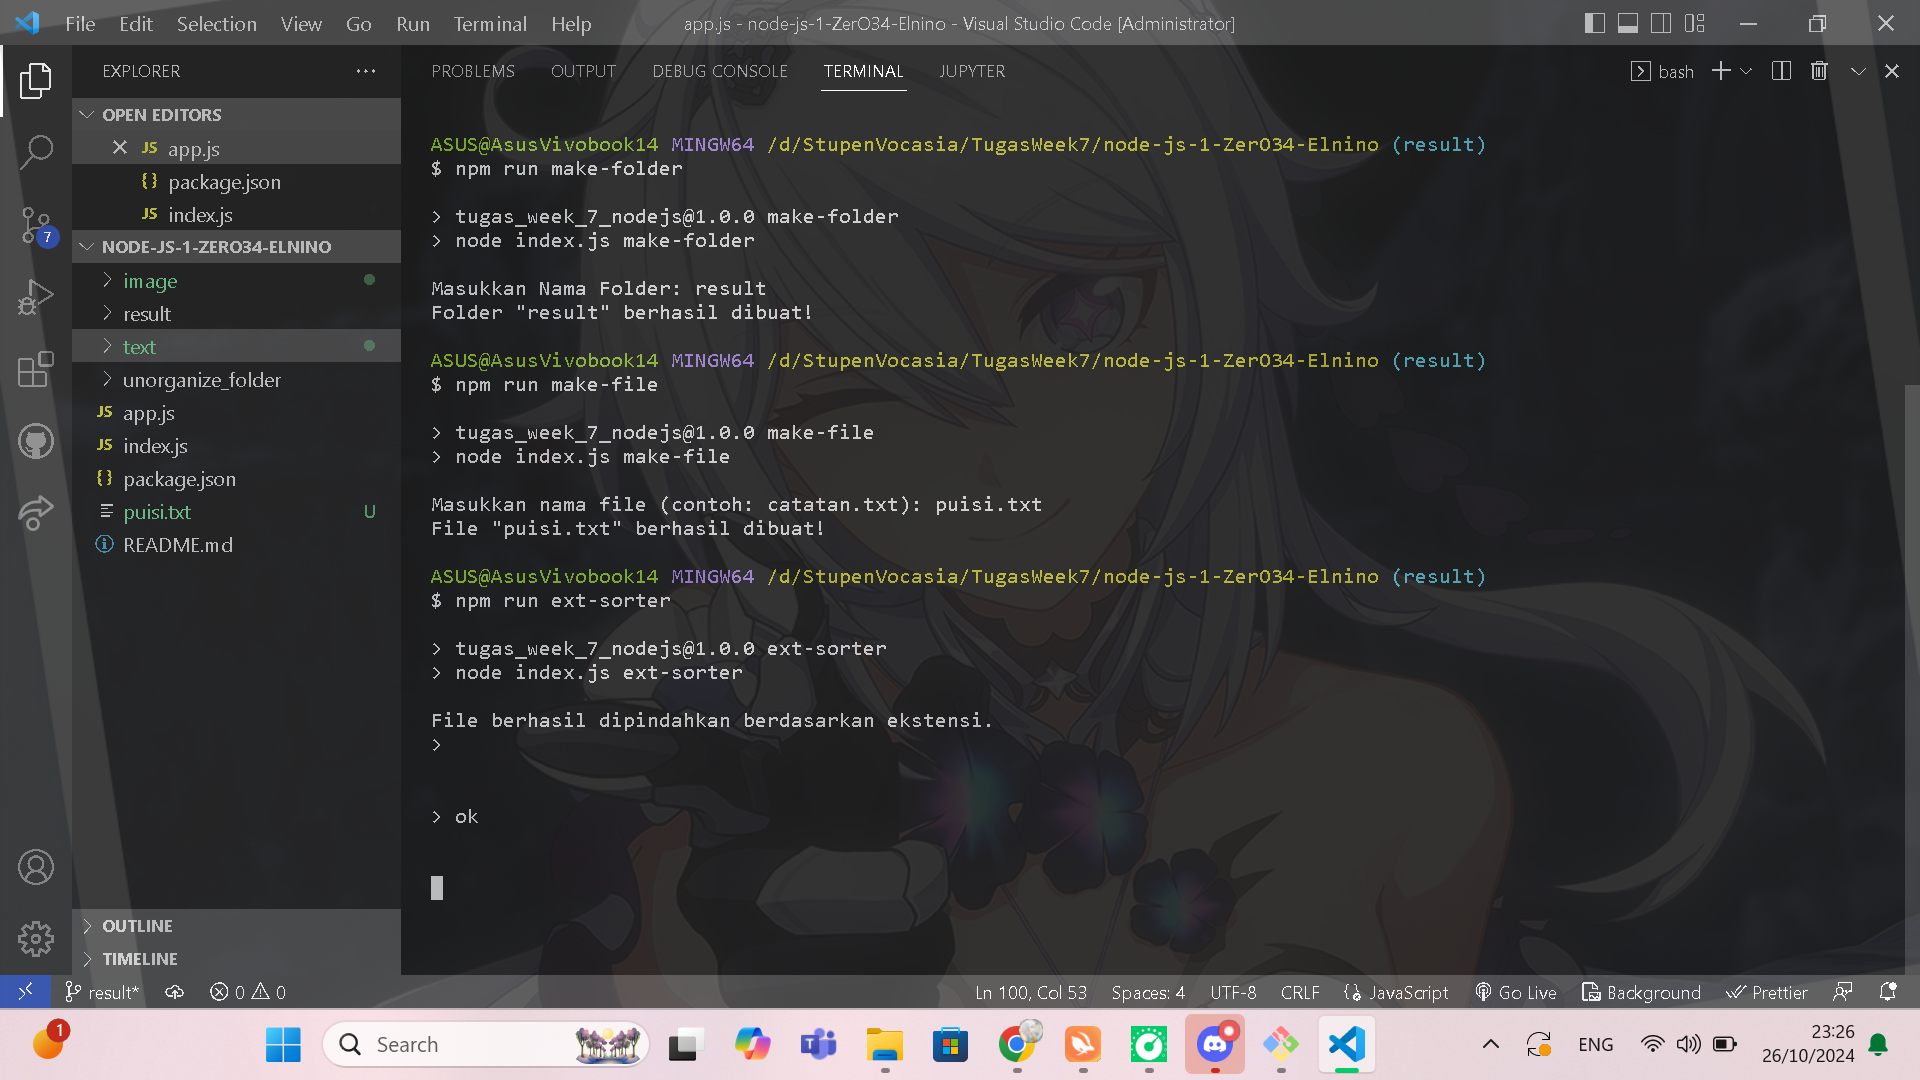 File Edit Selection View Go Run Terminal Help
app.js - node-js-1-ZerO34-Elnino - Visual Studio Code [Administrator]
EXPLORER
OPEN EDITORS
JS app.js
{} package.json
JS index.js
7
NODE-JS-1-ZERO34-ELNINO
image
result
text
unorganize_folder
JS app.js
JS index.js
{} package.json
puisi.txt U
README.md
OUTLINE
TIMELINE
PROBLEMS OUTPUT DEBUG CONSOLE TERMINAL JUPYTER
bash
ASUS@AsusVivobook14 MINGW64 /d/StupenVocasia/TugasWeek7/node-js-1-ZerO34-Elnino (result)
$ npm run make-folder
> tugas_week_7_nodejs@1.0.0 make-folder
> node index.js make-folder
Masukkan Nama Folder: result
Folder "result" berhasil dibuat!
ASUS@AsusVivobook14 MINGW64 /d/StupenVocasia/TugasWeek7/node-js-1-ZerO34-Elnino (result)
$ npm run make-file
> tugas_week_7_nodejs@1.0.0 make-file
> node index.js make-file
Masukkan nama file (contoh: catatan.txt): puisi.txt
File "puisi.txt" berhasil dibuat!
ASUS@AsusVivobook14 MINGW64 /d/StupenVocasia/TugasWeek7/node-js-1-ZerO34-Elnino (result)
$ npm run ext-sorter
> tugas_week_7_nodejs@1.0.0 ext-sorter
> node index.js ext-sorter
File berhasil dipindahkan berdasarkan ekstensi.
>
> ok
result* 0 0
Ln 100, Col 53 Spaces: 4 UTF-8 CRLF {} JavaScript Go Live Background Prettier
1
Search
ENG
23:26
26/10/2024